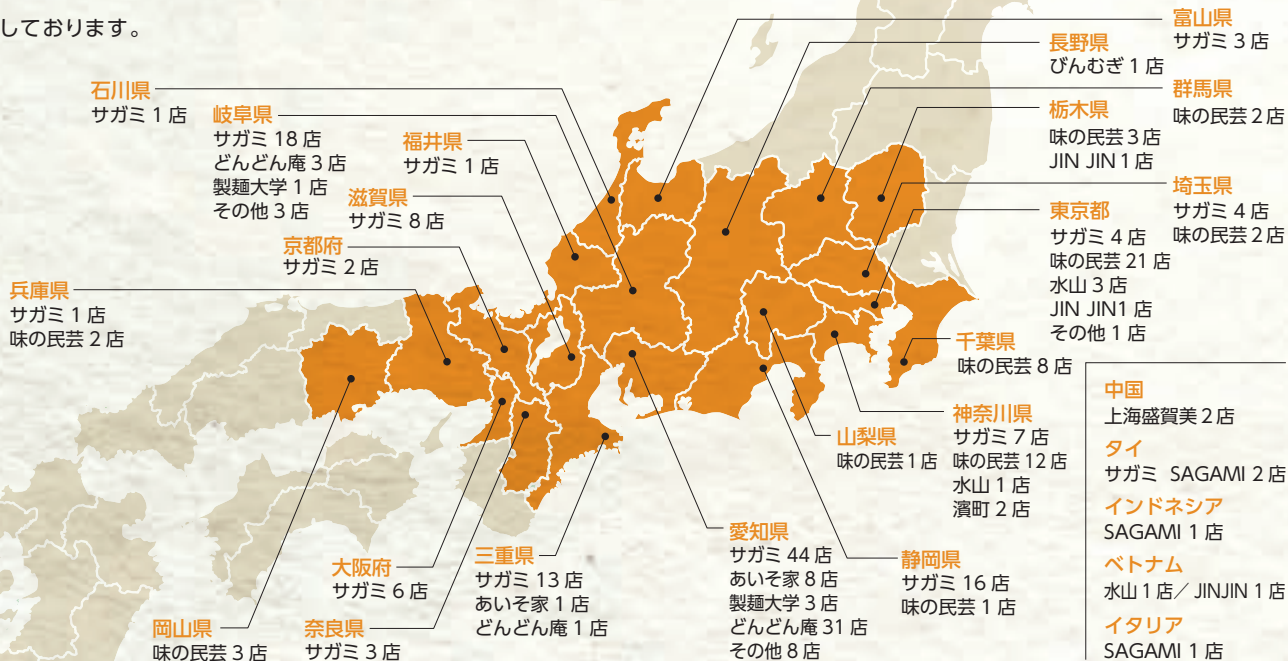 しております。
富山県
サガミ 3 店
長野県
びんむぎ 1 店
石川県
サガミ 1 店
岐阜県
サガミ 18 店
どんどん庵 3 店
製麺大学 1 店
その他 3 店
福井県
サガミ 1 店
群馬県
味の民芸 2 店
栃木県
味の民芸 3 店
JIN JIN 1 店
滋賀県
サガミ 8 店
埼玉県
サガミ 4 店
味の民芸 2 店
東京都
サガミ 4 店
味の民芸 21 店
水山 3 店
JIN JIN1 店
その他 1 店
京都府
サガミ 2 店
兵庫県
サガミ 1 店
味の民芸 2 店
千葉県
味の民芸 8 店
神奈川県
サガミ 7 店
味の民芸 12 店
水山 1 店
濱町 2 店
山梨県
味の民芸 1 店
中国
上海盛賀美 2 店
タイ
サガミ SAGAMI 2 店
インドネシア
SAGAMI 1 店
ベトナム
水山 1 店／ JINJIN 1 店
イタリア
SAGAMI 1 店
大阪府
サガミ 6 店
三重県
サガミ 13 店
あいそ家 1 店
どんどん庵 1 店
愛知県
サガミ 44 店
あいそ家 8 店
製麺大学 3 店
どんどん庵 31 店
その他 8 店
静岡県
サガミ 16 店
味の民芸 1 店
岡山県
味の民芸 3 店
奈良県
サガミ 3 店